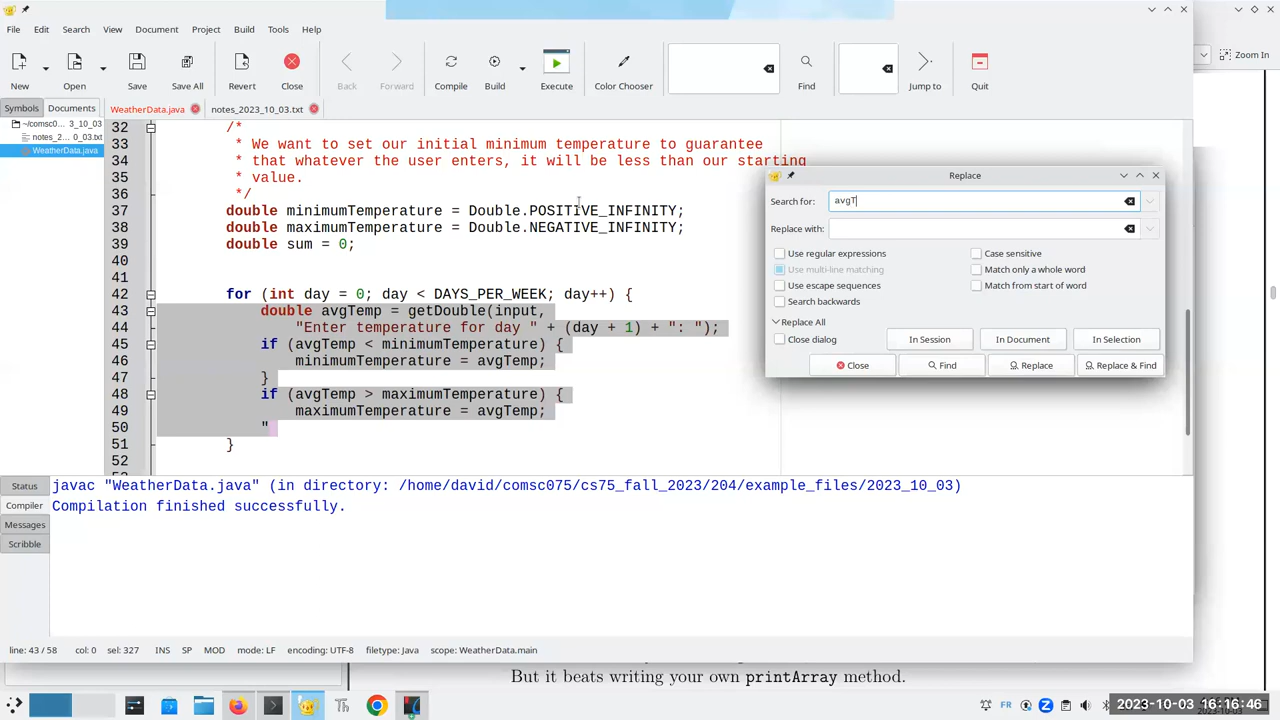 File Edit Search View Document Project Build Tools Help
New Open Save Save All Revert Close Back Forward Compile Build Execute Color Chooser Find Jump to Quit
Zoom In
Symbols Documents
WeatherData.java notes_2023_10_03.txt
~/comsc0... 3_10_03
notes_2... 0_03.txt
WeatherData.java
32 /*
33 * We want to set our initial minimum temperature to guarantee
34 * that whatever the user enters, it will be less than our starting
35 * value.
36 */
37 double minimumTemperature = Double.POSITIVE_INFINITY;
38 double maximumTemperature = Double.NEGATIVE_INFINITY;
39 double sum = 0;
40
41
42 for (int day = 0; day < DAYS_PER_WEEK; day++) {
43 double avgTemp = getDouble(input,
44 "Enter temperature for day " + (day + 1) + ": ");
45 if (avgTemp < minimumTemperature) {
46 minimumTemperature = avgTemp;
47 }
48 if (avgTemp > maximumTemperature) {
49 maximumTemperature = avgTemp;
50 "
51 }
52
Replace
Search for: avgT
Replace with:
Use regular expressions
Case sensitive
Use multi-line matching
Match only a whole word
Use escape sequences
Match from start of word
Search backwards
Replace All
Close dialog In Session In Document In Selection
Close Find Replace Replace & Find
Status
Compiler
Messages
Scribble
javac "WeatherData.java" (in directory: /home/david/comsc075/cs75_fall_2023/204/example_files/2023_10_03)
Compilation finished successfully.
line: 43 / 58 col: 0 sel: 327 INS SP MOD mode: LF encoding: UTF-8 filetype: Java scope: WeatherData.main
But it beats writing your own printArray method.
FR
2023-10-03 16:16:46